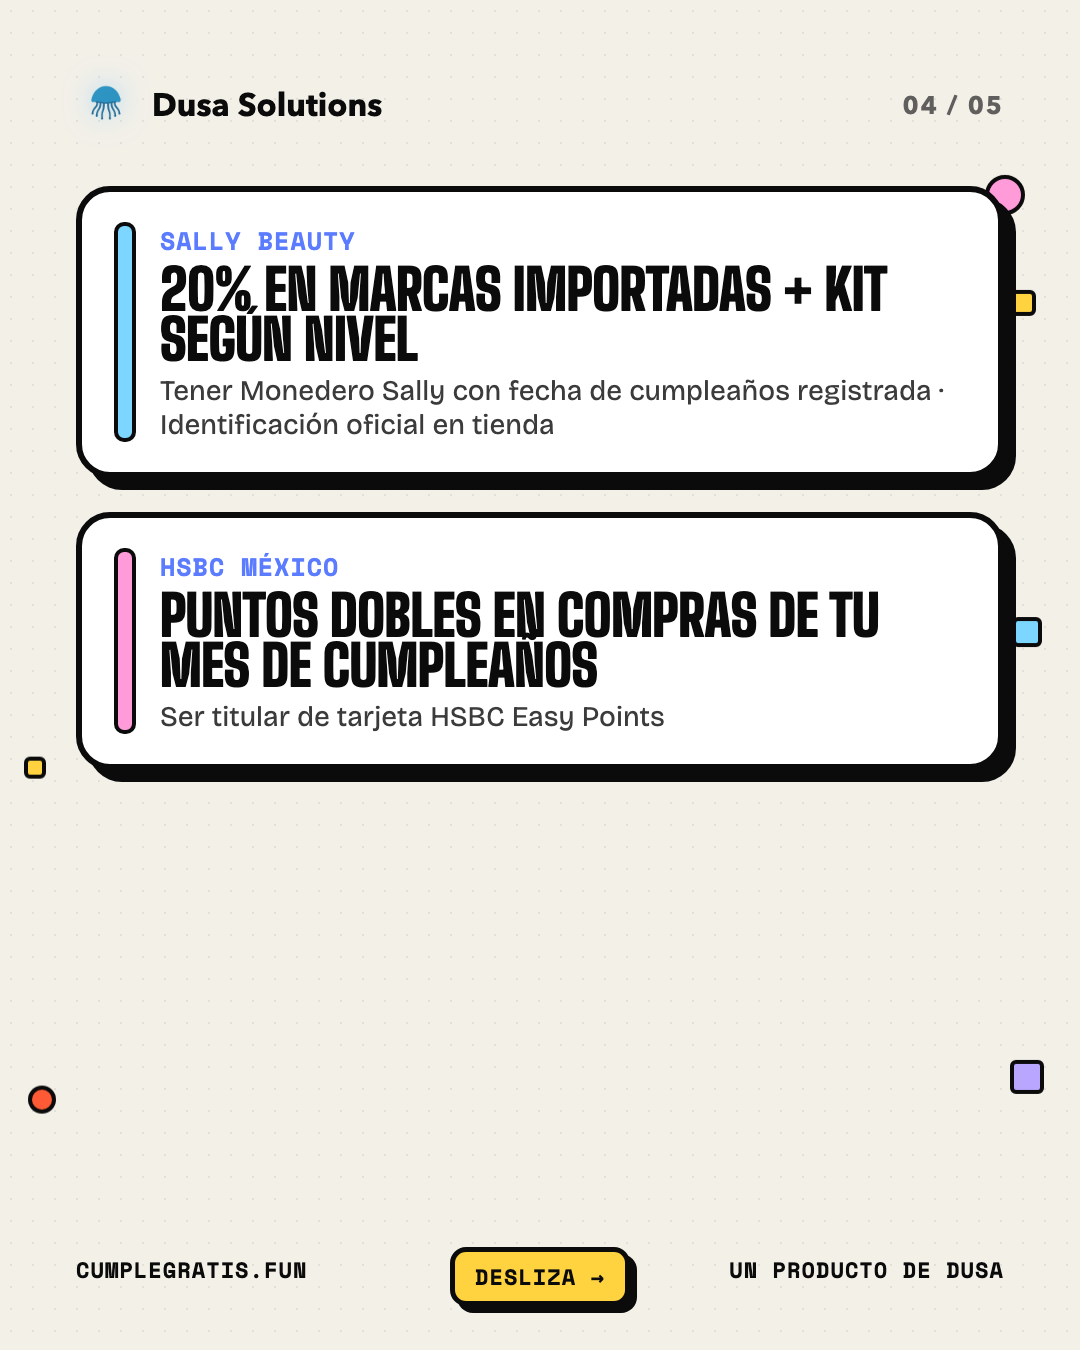 Dusa Solutions
04 / 05
SALLY BEAUTY
20% EN MARCAS IMPORTADAS + KIT
SEGÚN NIVEL
Tener Monedero Sally con fecha de cumpleaños registrada ·
Identificación oficial en tienda
HSBC MÉXICO
PUNTOS DOBLES EN COMPRAS DE TU
MES DE CUMPLEAÑOS
Ser titular de tarjeta HSBC Easy Points
CUMPLEGRATIS.FUN
DESLIZA →
UN PRODUCTO DE DUSA